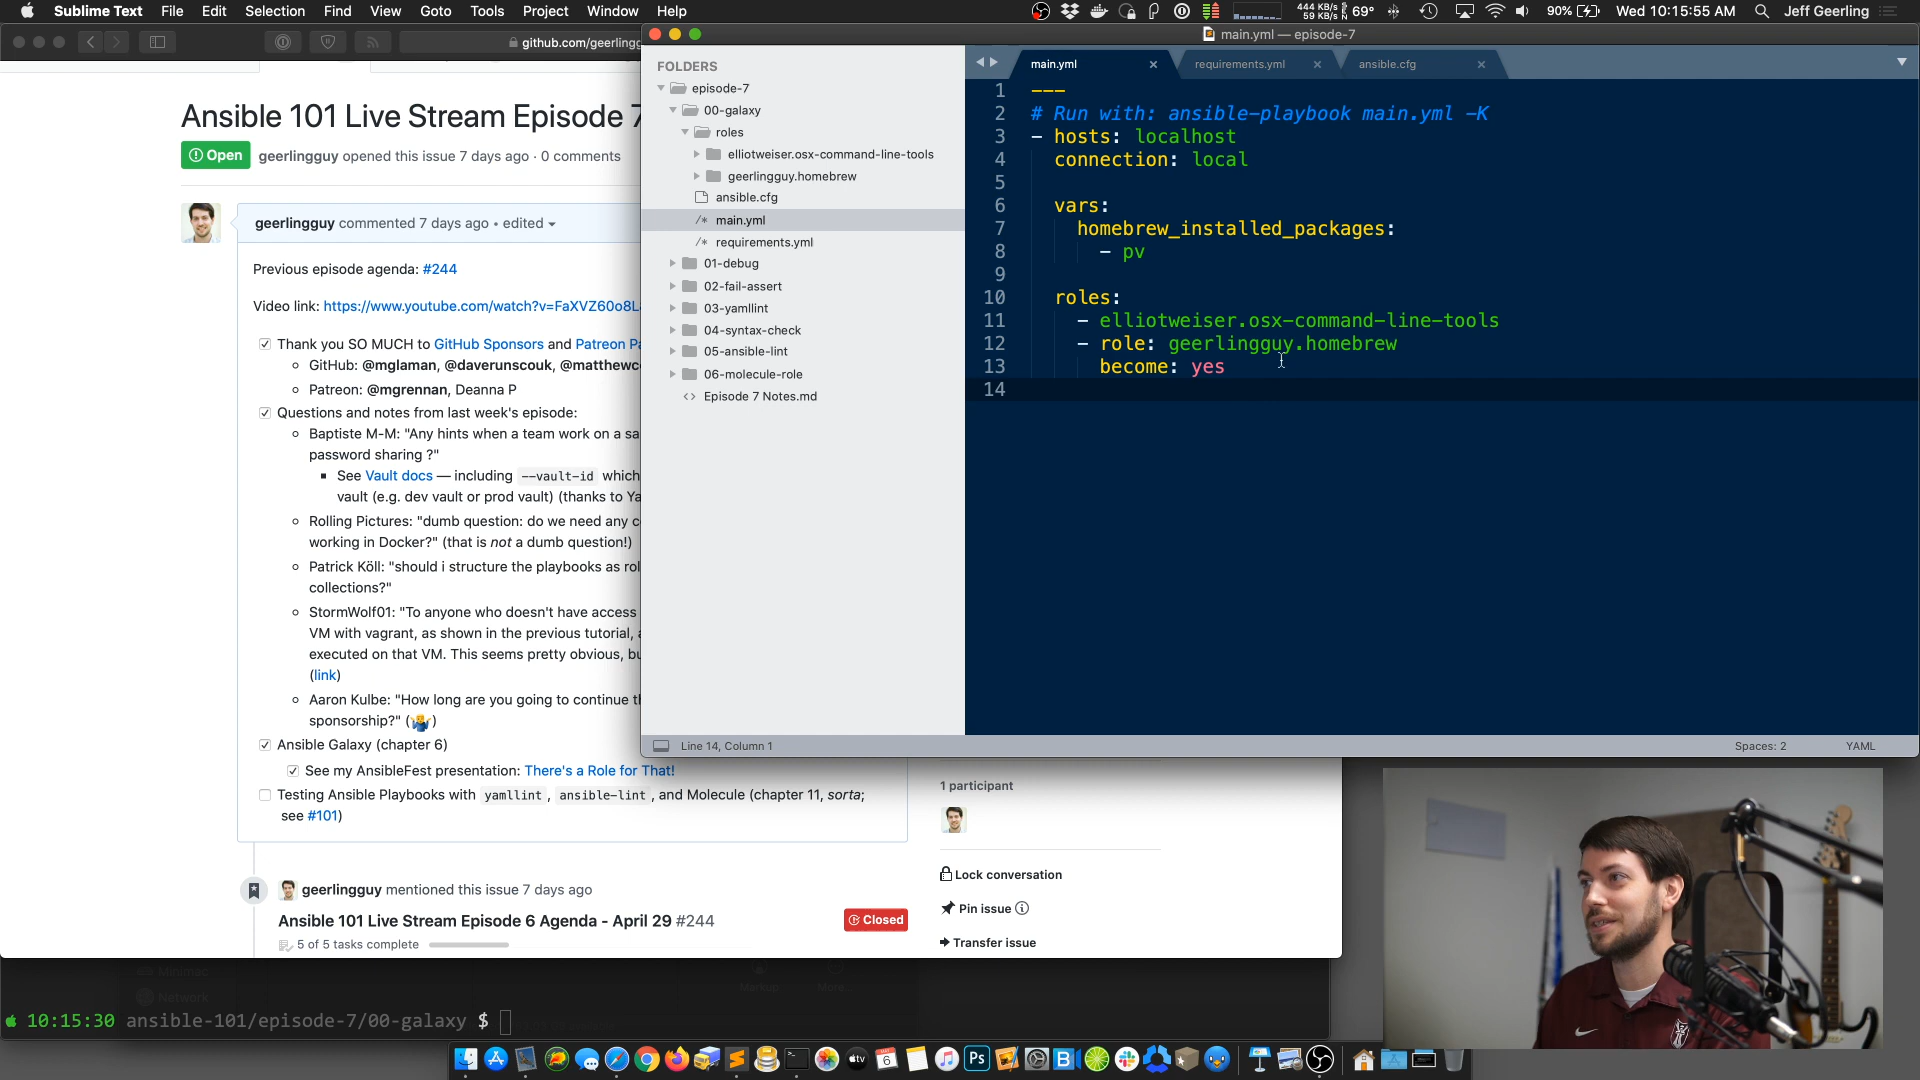 Sublime Text File Edit Selection Find View Goto Tools Project Window Help
444 KB/s
59 KB/s
69° 90% Wed 10:15:55 AM Jeff Geerling
github.com/geerlingg
main.yml — episode-7
Ansible 101 Live Stream Episode 7
Open geerlingguy opened this issue 7 days ago · 0 comments
geerlingguy commented 7 days ago • edited
Previous episode agenda: #244
Video link: https://www.youtube.com/watch?v=FaXVZ60o8L
Thank you SO MUCH to GitHub Sponsors and Patreon Pa
GitHub: @mglaman, @daverunscouk, @matthewc
Patreon: @mgrennan, Deanna P
Questions and notes from last week's episode:
Baptiste M-M: "Any hints when a team work on a sa
password sharing ?"
See Vault docs — including --vault-id which
vault (e.g. dev vault or prod vault) (thanks to Ya
Rolling Pictures: "dumb question: do we need any c
working in Docker?" (that is not a dumb question!)
Patrick Köll: "should i structure the playbooks as rol
collections?"
StormWolf01: "To anyone who doesn't have access
VM with vagrant, as shown in the previous tutorial, a
executed on that VM. This seems pretty obvious, bu
(link)
Aaron Kulbe: "How long are you going to continue t
sponsorship?" (🤷‍♂️)
Ansible Galaxy (chapter 6)
See my AnsibleFest presentation: There's a Role for That!
Testing Ansible Playbooks with yamllint, ansible-lint, and Molecule (chapter 11, sorta;
see #101)
geerlingguy mentioned this issue 7 days ago
Ansible 101 Live Stream Episode 6 Agenda - April 29 #244
Closed
5 of 5 tasks complete
1 participant
Lock conversation
Pin issue
Transfer issue
FOLDERS
episode-7
00-galaxy
roles
elliotweiser.osx-command-line-tools
geerlingguy.homebrew
ansible.cfg
/* main.yml
/* requirements.yml
01-debug
02-fail-assert
03-yamllint
04-syntax-check
05-ansible-lint
06-molecule-role
<> Episode 7 Notes.md
main.yml × requirements.yml × ansible.cfg ×
1 ---
2 # Run with: ansible-playbook main.yml -K
3 - hosts: localhost
4 connection: local
5
6 vars:
7 homebrew_installed_packages:
8 - pv
9
10 roles:
11 - elliotweiser.osx-command-line-tools
12 - role: geerlingguy.homebrew
13 become: yes
14
Line 14, Column 1
Spaces: 2 YAML
Minimac
Network
Markup More...
10:15:30 ansible-101/episode-7/00-galaxy $
tv
6
Ps
B